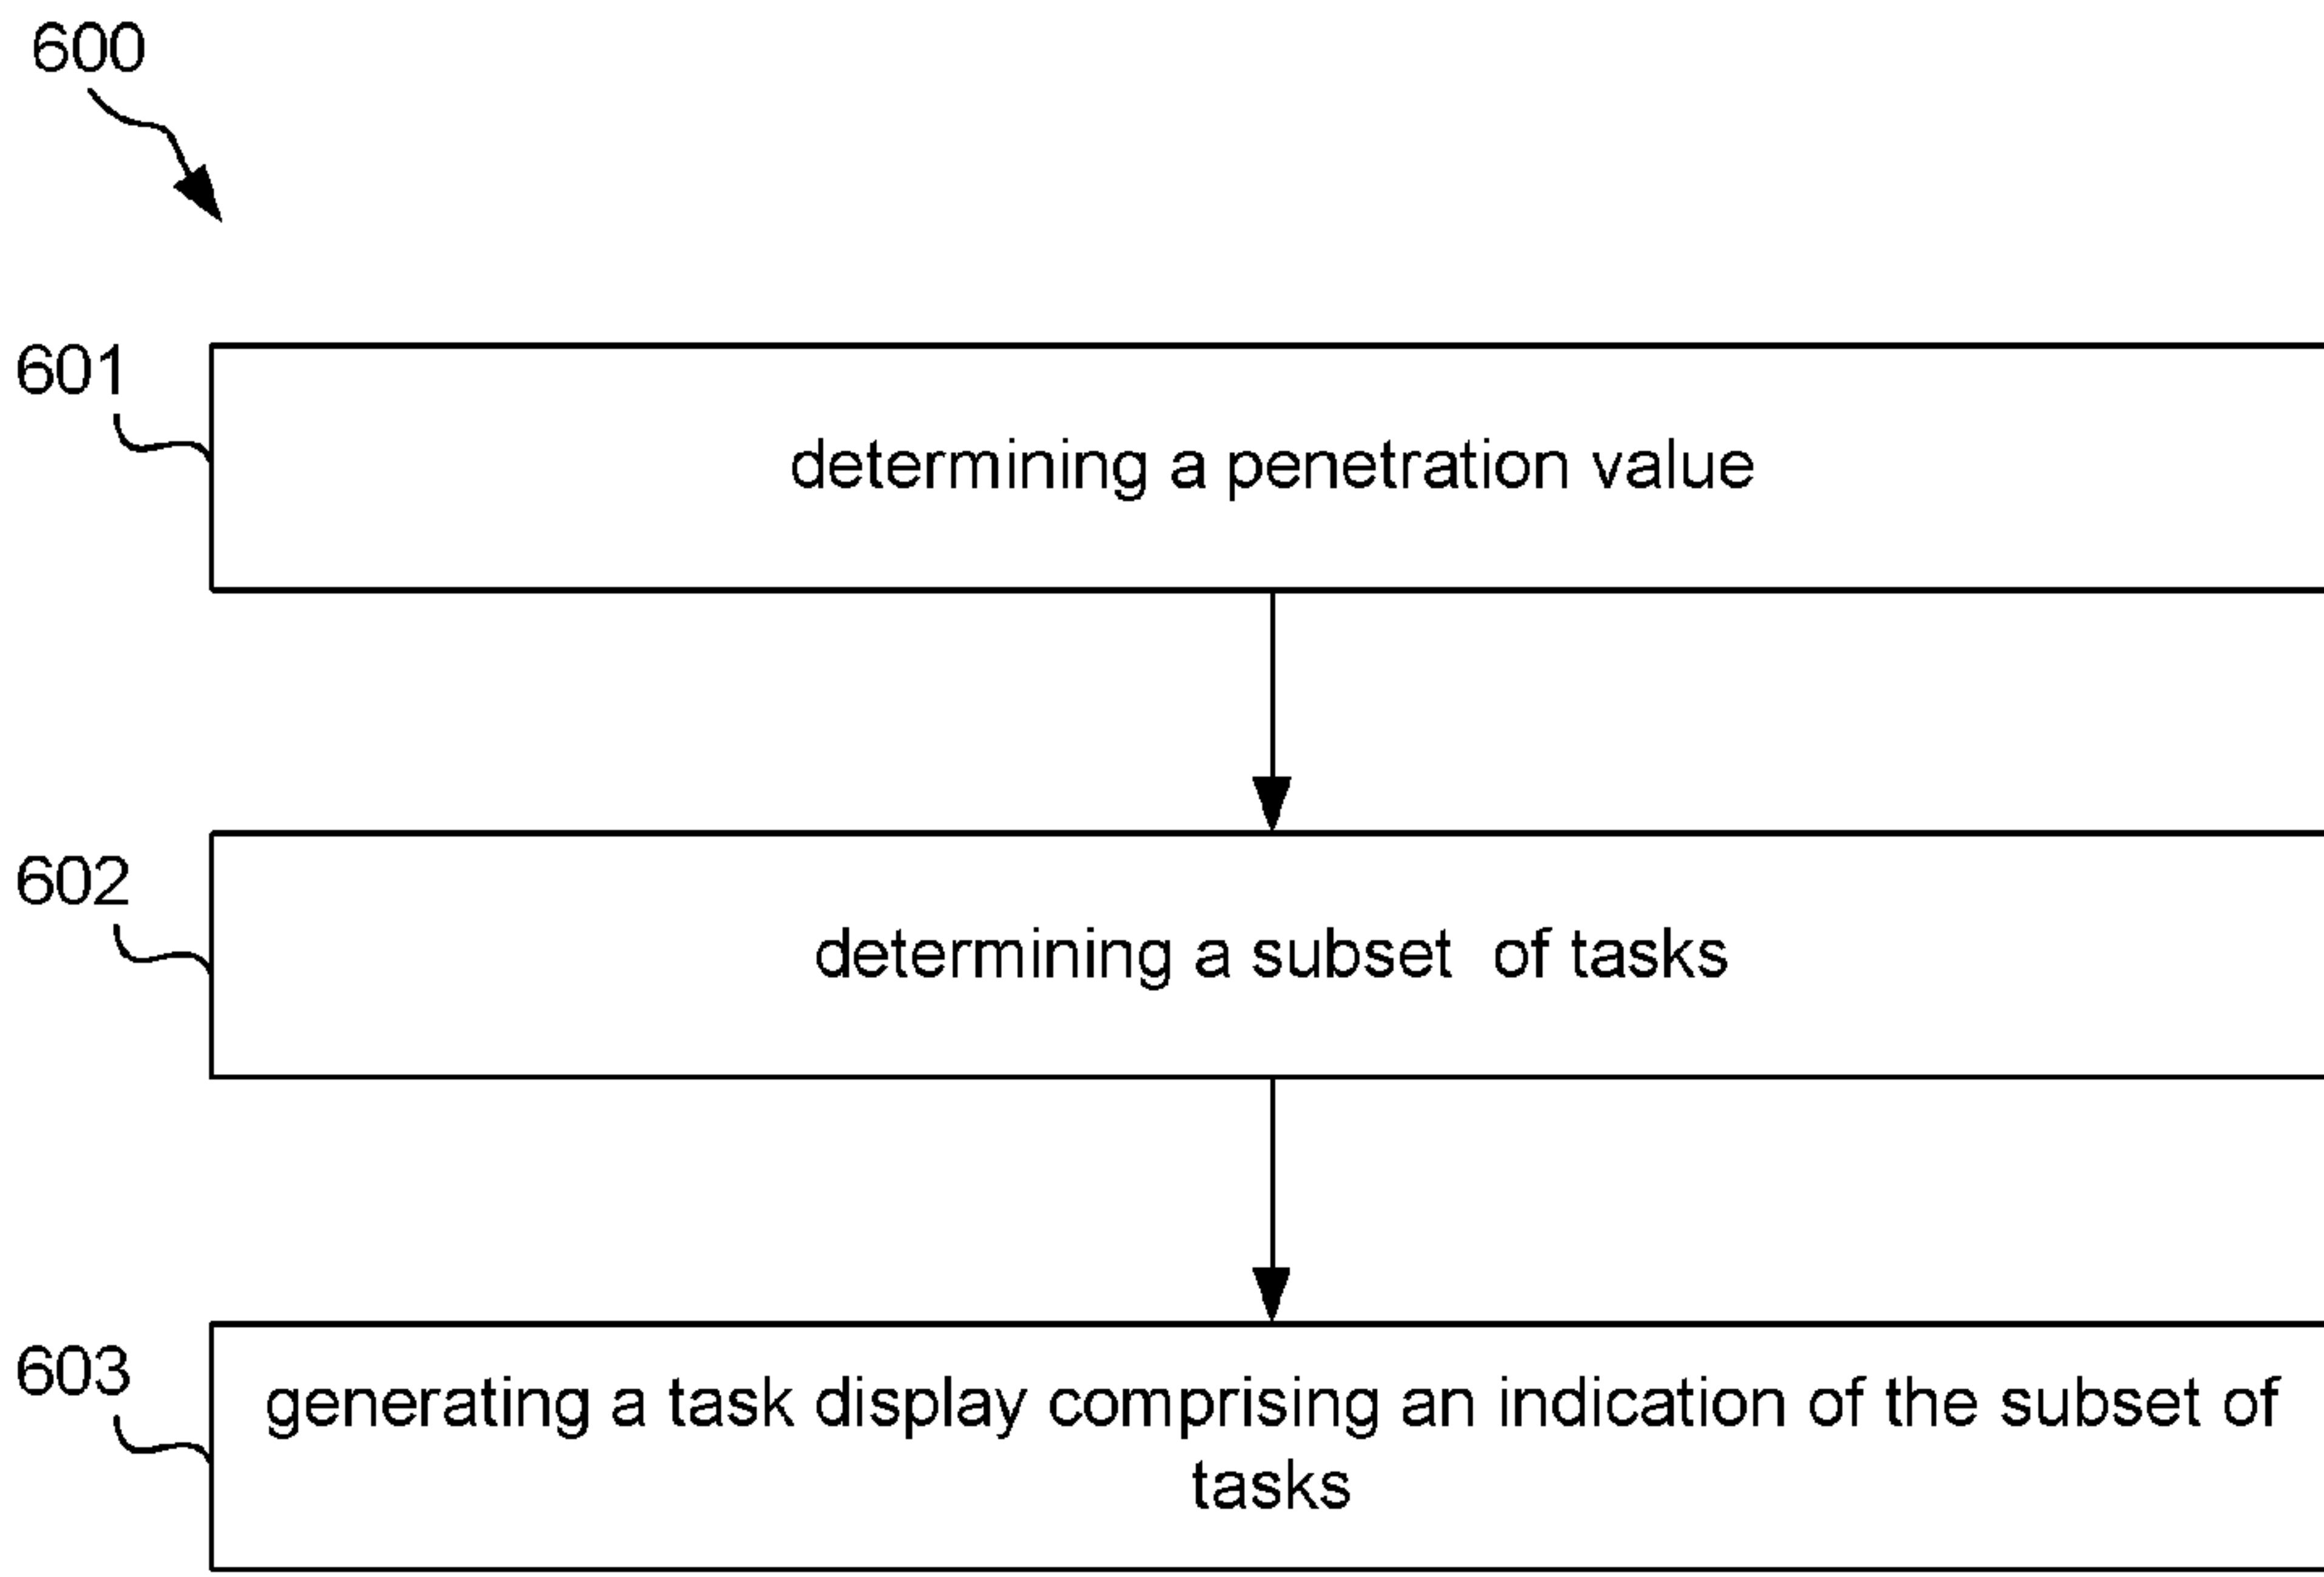 600
601
determining a penetration value
602
determining a subset of tasks
603
generating a task display comprising an indication of the subset of
tasks